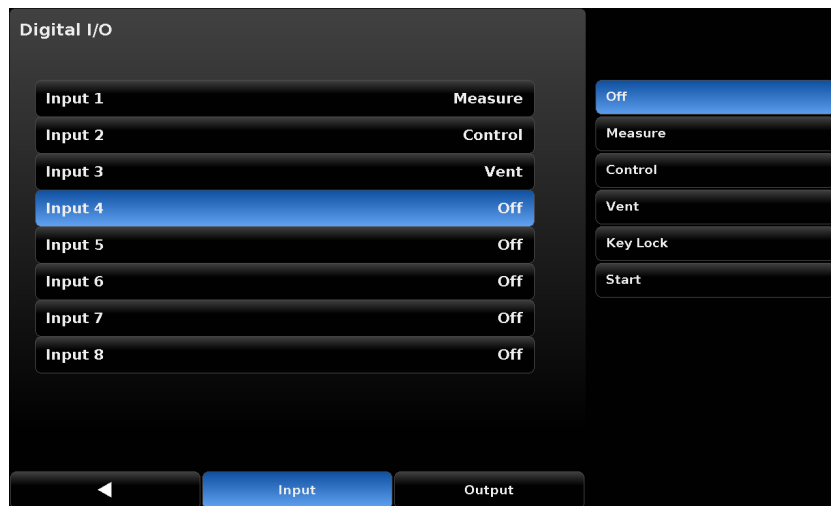 Digital I/O
Input 1 Measure
Input 2 Control
Input 3 Vent
Input 4 Off
Input 5 Off
Input 6 Off
Input 7 Off
Input 8 Off
Off
Measure
Control
Vent
Key Lock
Start
Input Output